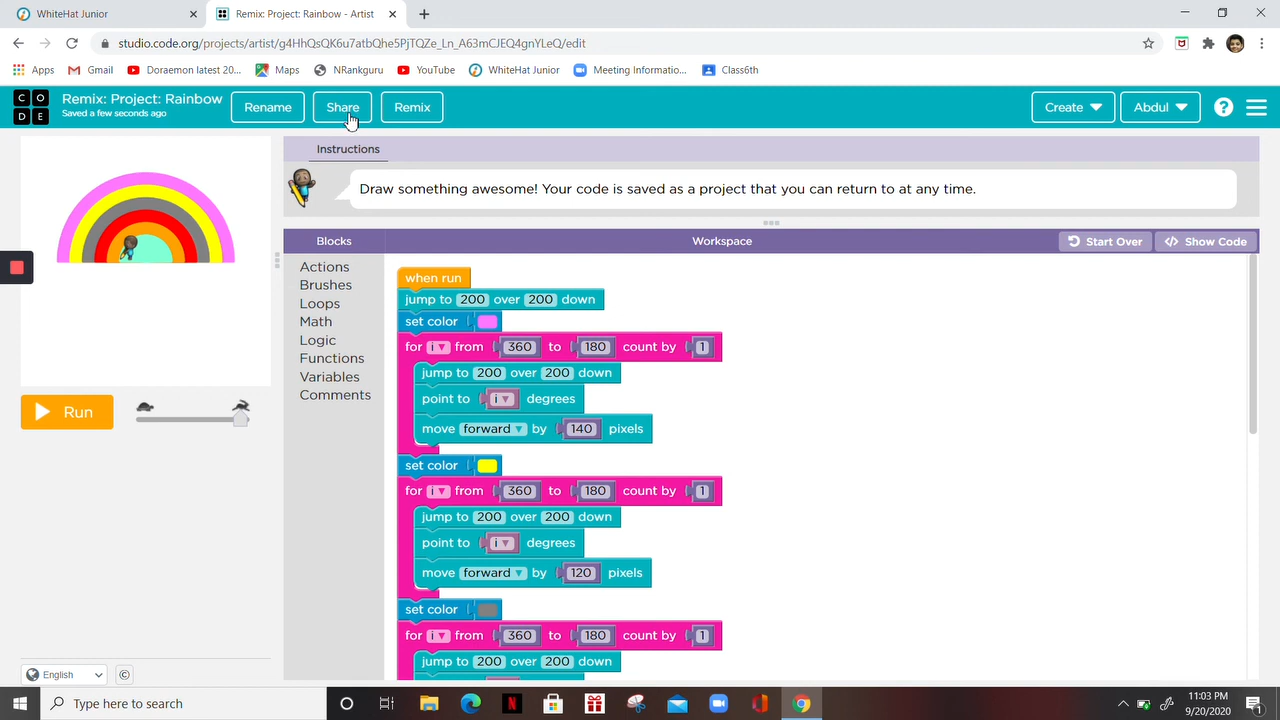 WhiteHat Junior
Remix: Project: Rainbow - Artist
studio.code.org/projects/artist/g4HhQsQK6u7atbQhe5PjTQZe_Ln_A63mCJEQ4gnYLeQ/edit
Apps
Gmail
Doraemon latest 20...
Maps
NRankguru
YouTube
WhiteHat Junior
Meeting Informatio...
Class6th
C O
D E
Remix: Project: Rainbow
Saved a few seconds ago
Rename
Share
Remix
Create
Abdul
?
Instructions
Draw something awesome! Your code is saved as a project that you can return to at any time.
Blocks
Workspace
Start Over
</> Show Code
Actions
Brushes
Loops
Math
Logic
Functions
Variables
Comments
when run
jump to 200 over 200 down
set color
for i from 360 to 180 count by 1
jump to 200 over 200 down
point to i degrees
move forward by 140 pixels
set color
for i from 360 to 180 count by 1
jump to 200 over 200 down
point to i degrees
move forward by 120 pixels
set color
for i from 360 to 180 count by 1
jump to 200 over 200 down
Run
English
©
Type here to search
N
11:03 PM
9/20/2020
1